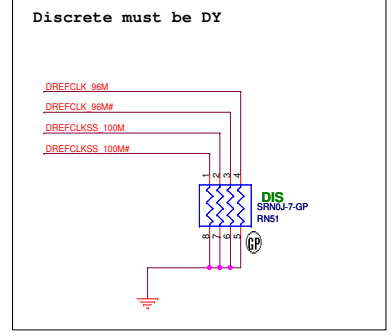 Discrete must be DY
DREFCLK_96M
DREFCLK_96M#
DREFCLKSS_100M
DREFCLKSS_100M#
1 2 3 4
DIS
SRN0J-7-GP
RN51
8 7 6 5
GP